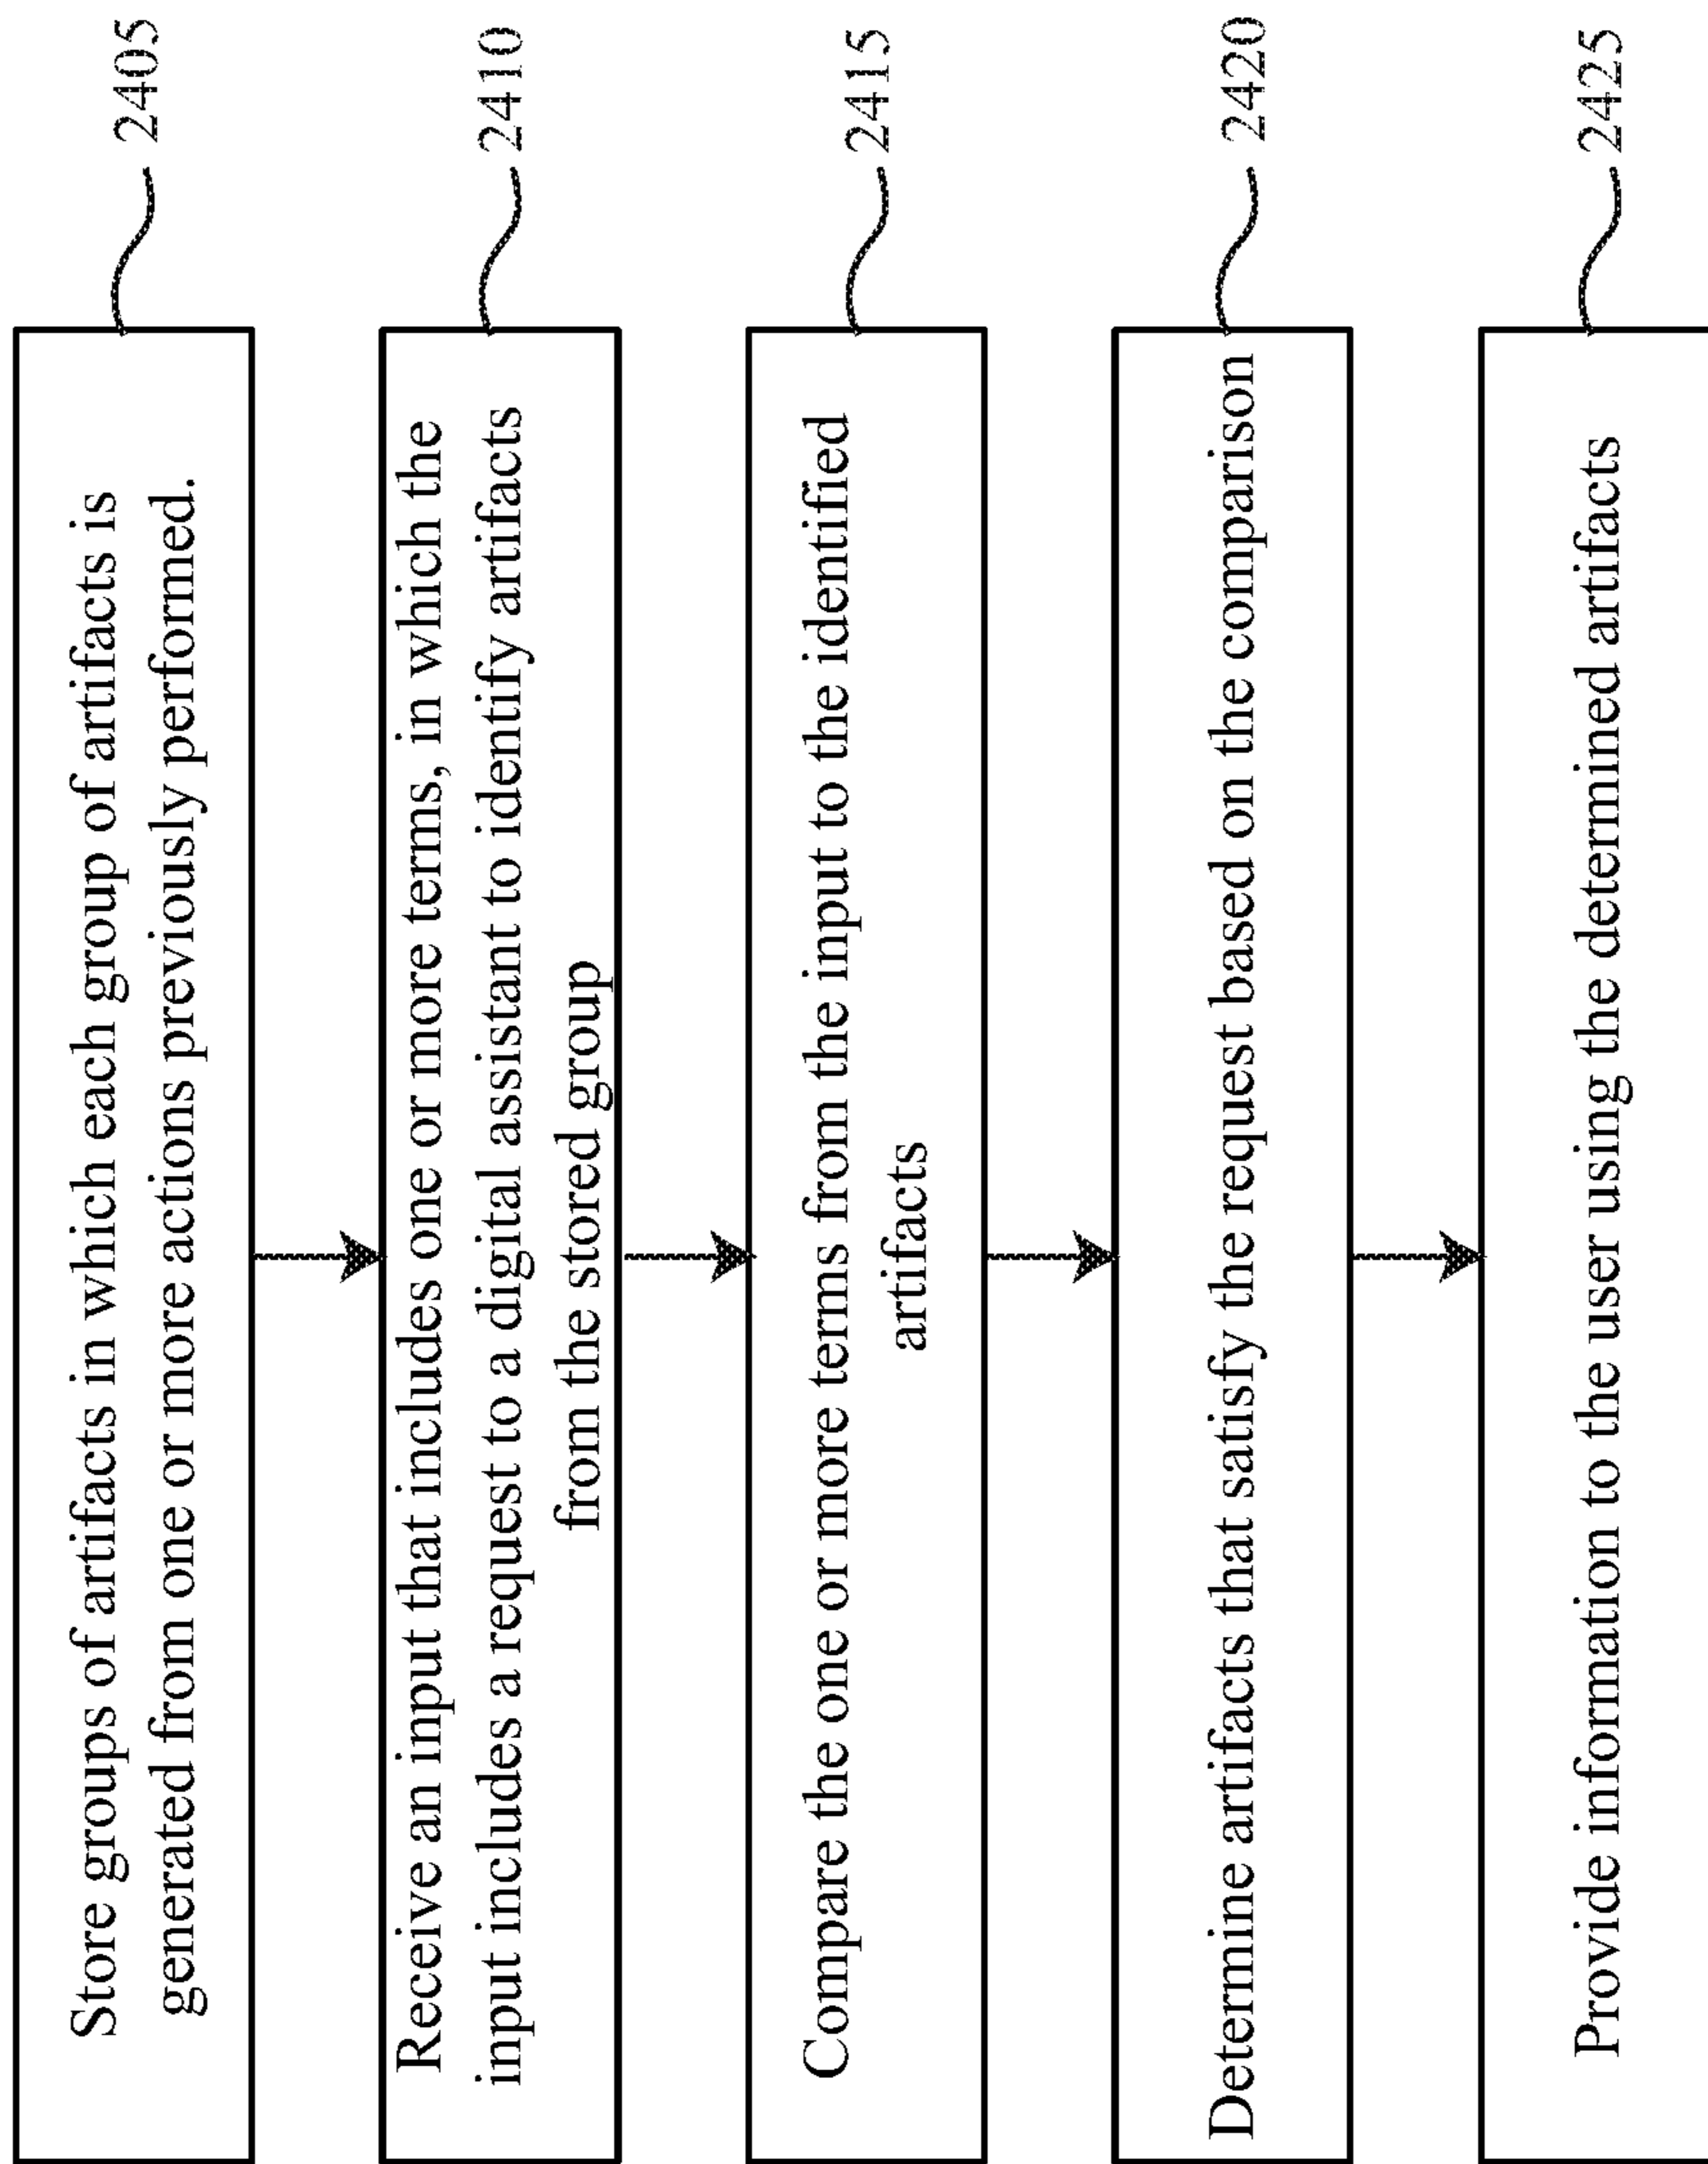 Store groups of artifacts in which each group of artifacts is
generated from one or more actions previously performed.
2405
Receive an input that includes one or more terms, in which the
input includes a request to a digital assistant to identify artifacts
from the stored group
2410
Compare the one or more terms from the input to the identified
artifacts
2415
Determine artifacts that satisfy the request based on the comparison
2420
Provide information to the user using the determined artifacts
2425